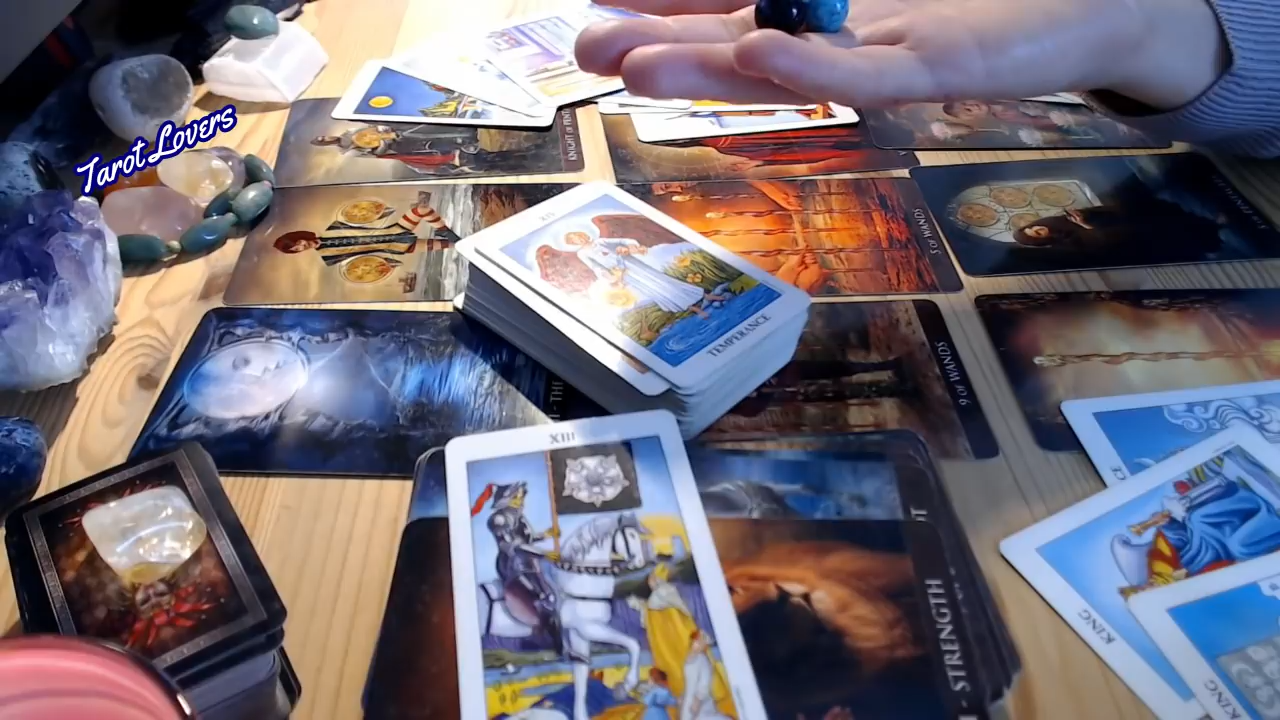 Tarot Lovers
KNIGHT OF PENT
XIV
TEMPERANCE
5 OF WANDS
9 OF WANDS
XIII
STRENGTH
KING
KING